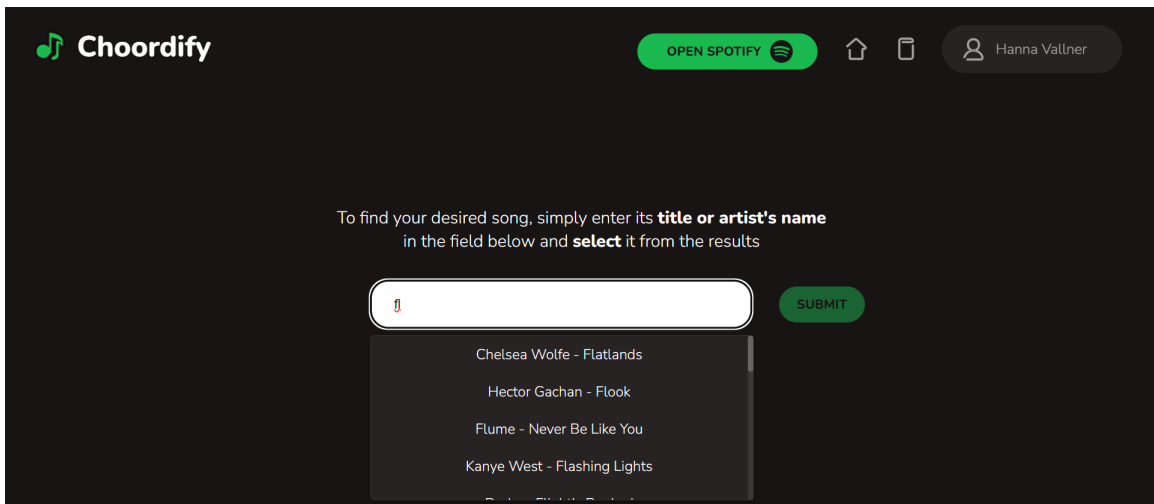 Choordify
OPEN SPOTIFY
Hanna Vallner
To find your desired song, simply enter its title or artist's name
in the field below and select it from the results
fl
SUBMIT
Chelsea Wolfe - Flatlands
Hector Gachan - Flook
Flume - Never Be Like You
Kanye West - Flashing Lights